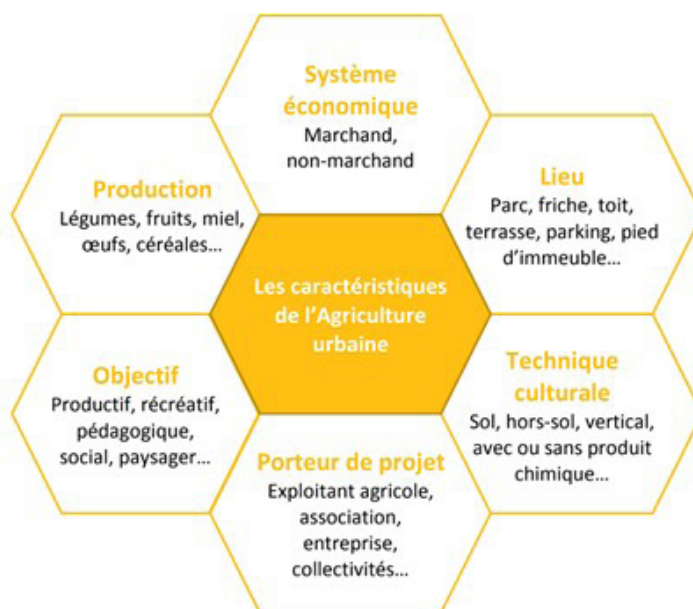 Système
économique
Marchand,
non-marchand
Production
Légumes, fruits, miel,
œufs, céréales…
Lieu
Parc, friche, toit,
terrasse, parking, pied
d’immeuble…
Les caractéristiques
de l’Agriculture
urbaine
Objectif
Productif, récréatif,
pédagogique,
social, paysager…
Technique
culturale
Sol, hors-sol, vertical,
avec ou sans produit
chimique…
Porteur de projet
Exploitant agricole,
association,
entreprise,
collectivités…